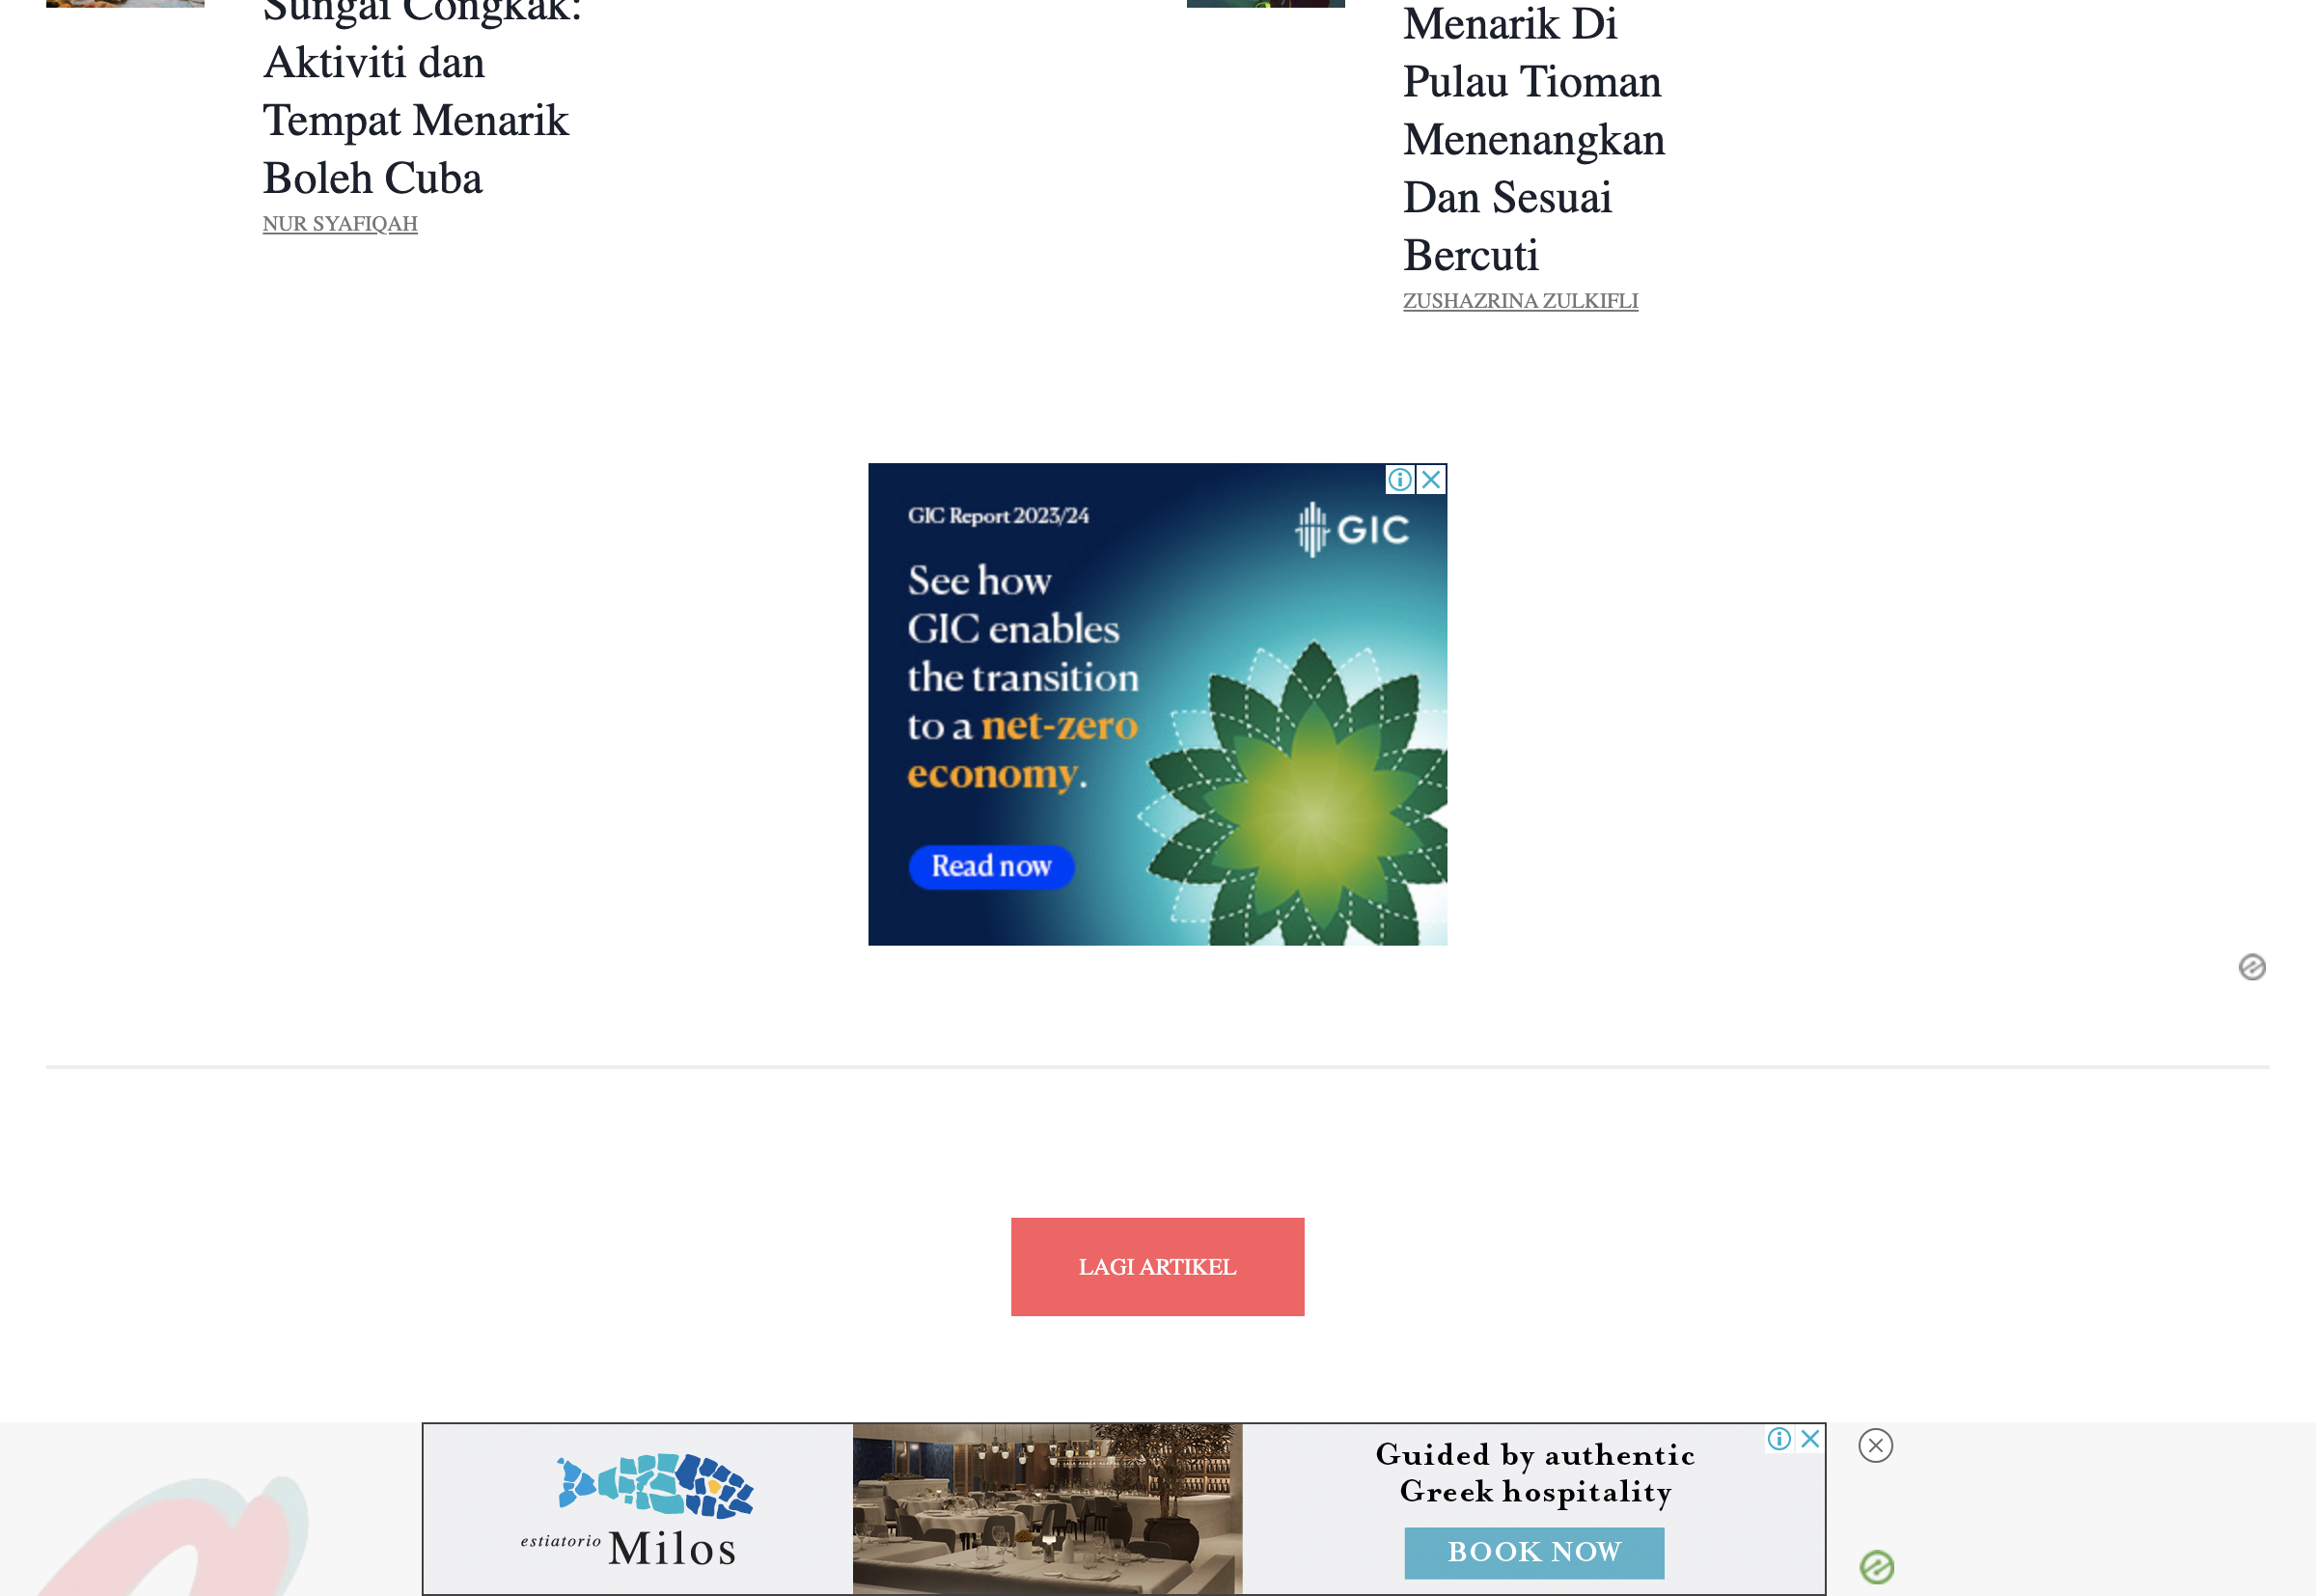 Sungai Congkak:
Aktiviti dan
Tempat Menarik
Boleh Cuba
NUR SYAFIQAH
Menarik Di
Pulau Tioman
Menenangkan
Dan Sesuai
Bercuti
ZUSHAZRINA ZULKIFLI
GIC Report 2023/24
GIC
See how
GIC enables
the transition
to a net-zero
economy.
Read now
LAGI ARTIKEL
estiatorio Milos
Guided by authentic
Greek hospitality
BOOK NOW